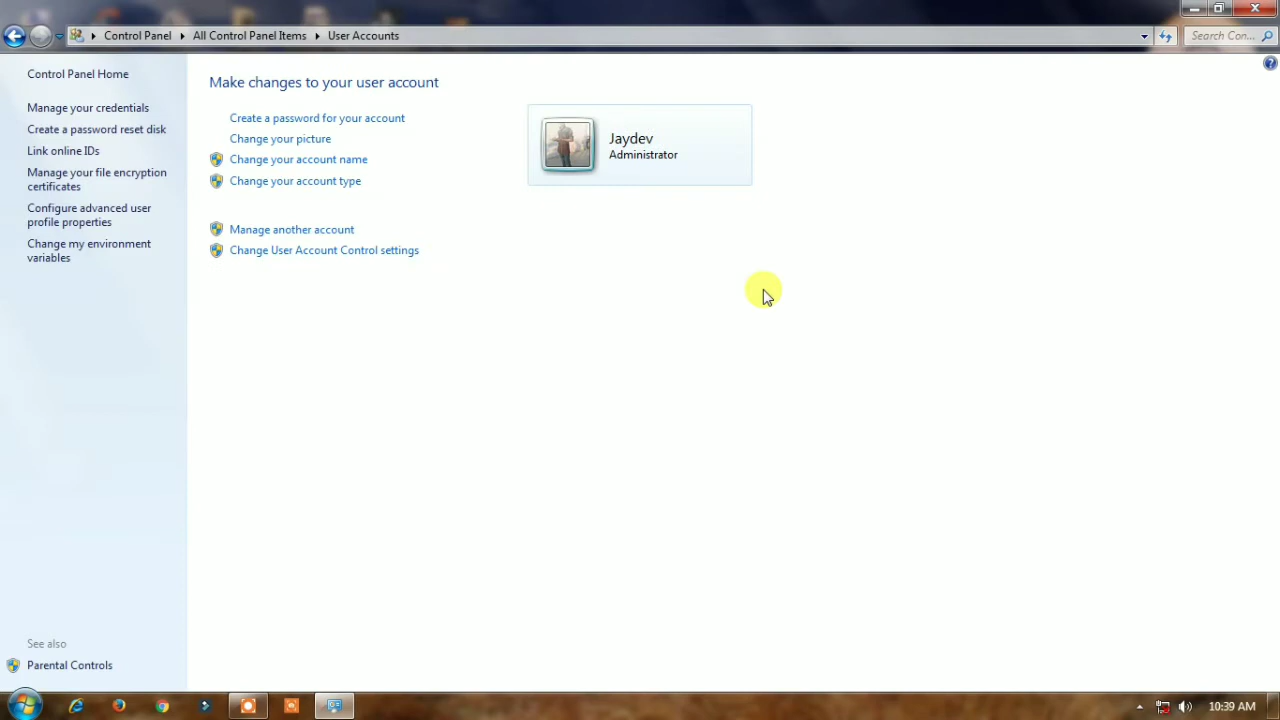 Control Panel All Control Panel Items User Accounts Search Con...
Control Panel Home
Manage your credentials
Create a password reset disk
Link online IDs
Manage your file encryption
certificates
Configure advanced user
profile properties
Change my environment
variables
See also
Parental Controls
Make changes to your user account
Create a password for your account
Change your picture
Change your account name
Change your account type
Manage another account
Change User Account Control settings
Jaydev
Administrator
10:39 AM